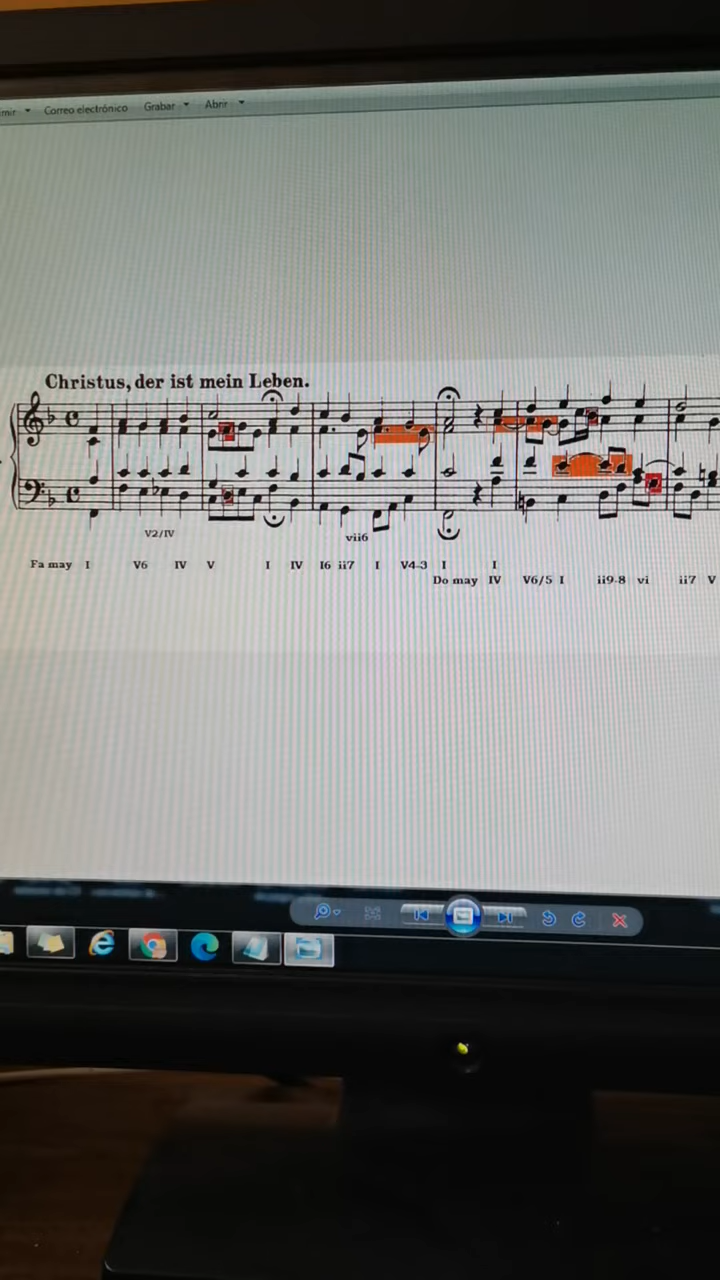 Correo electrónico Grabar Abrir
Christus, der ist mein Leben.
V2/IV vii6
Fa may I V6 IV V I IV I6 ii7 I V4-3 I I
Do may IV V6/5 I ii9-8 vi ii7 V